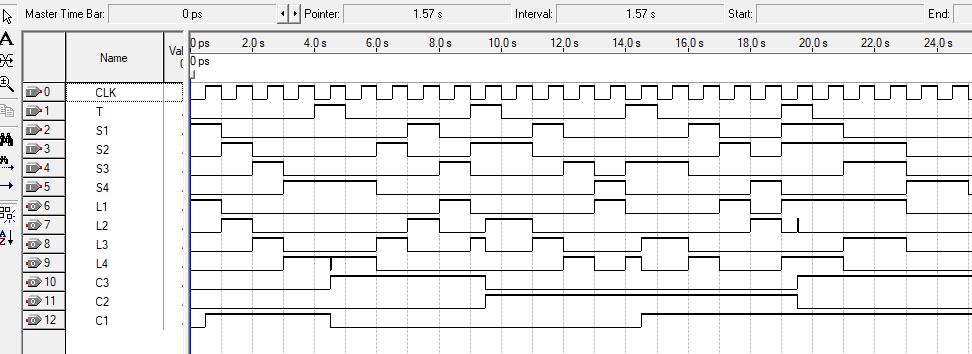 Master Time Bar: 0 ps Pointer: 1.57 s Interval: 1.57 s Start: End:
Name Val
0 ps 2.0 s 4.0 s 6.0 s 8.0 s 10.0 s 12.0 s 14.0 s 16.0 s 18.0 s 20.0 s 22.0 s 24.0 s
0 ps
0 CLK
1 T
2 S1
3 S2
4 S3
5 S4
6 L1
7 L2
8 L3
9 L4
10 C3
11 C2
12 C1